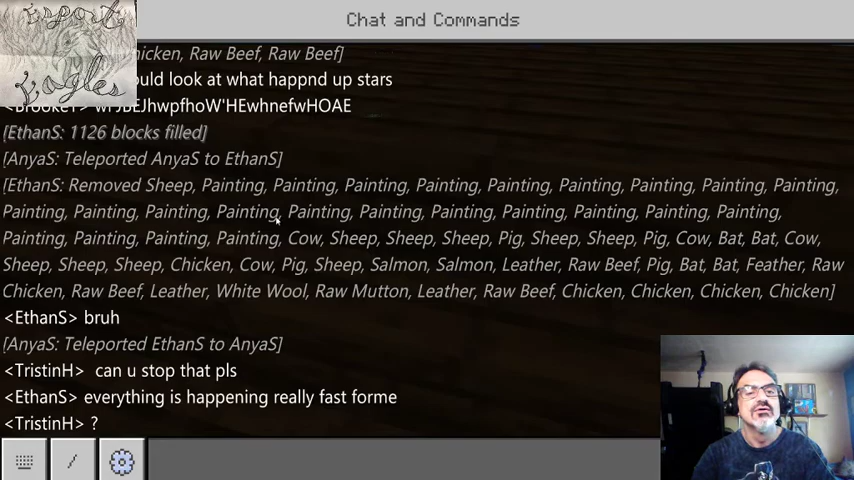 Chat and Commands
Esport
Eagles
hicken, Raw Beef, Raw Beef]
ould look at what happnd up stars
[EthanS: 1126 blocks filled]
[AnyaS: Teleported AnyaS to EthanS]
[EthanS: Removed Sheep, Painting, Painting, Painting, Painting, Painting, Painting, Painting, Painting, Painting,
Painting, Painting, Painting, Painting, Painting, Painting, Painting, Painting, Painting, Painting, Painting,
Painting, Painting, Painting, Painting, Cow, Sheep, Sheep, Sheep, Pig, Sheep, Sheep, Pig, Cow, Bat, Bat, Cow,
Sheep, Sheep, Sheep, Chicken, Cow, Pig, Sheep, Salmon, Salmon, Leather, Raw Beef, Pig, Bat, Bat, Feather, Raw
Chicken, Raw Beef, Leather, White Wool, Raw Mutton, Leather, Raw Beef, Chicken, Chicken, Chicken, Chicken]
<EthanS> bruh
[AnyaS: Teleported EthanS to AnyaS]
<TristinH> can u stop that pls
<EthanS> everything is happening really fast forme
<TristinH> ?
/